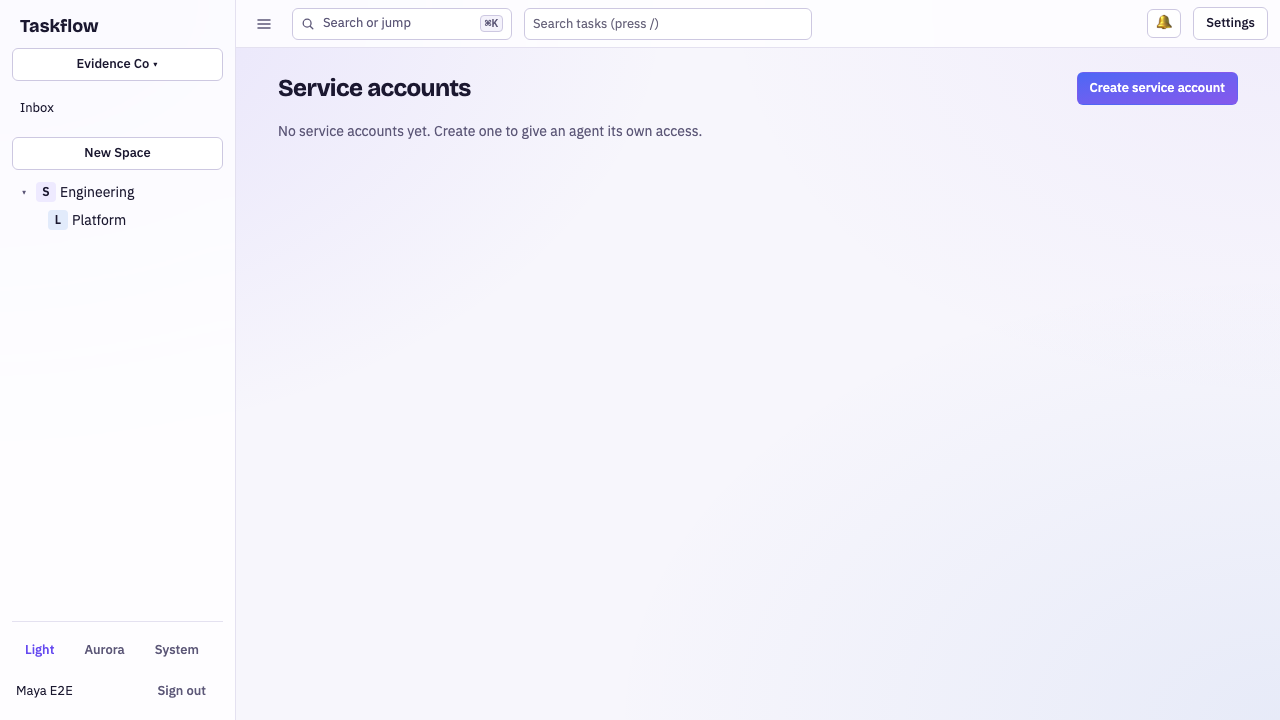 Taskflow
Evidence Co ▾
Inbox
New Space
▾ S Engineering
L Platform
Light Aurora System
Maya E2E Sign out
Search or jump ⌘K
Search tasks (press /)
Settings
Service accounts
Create service account
No service accounts yet. Create one to give an agent its own access.